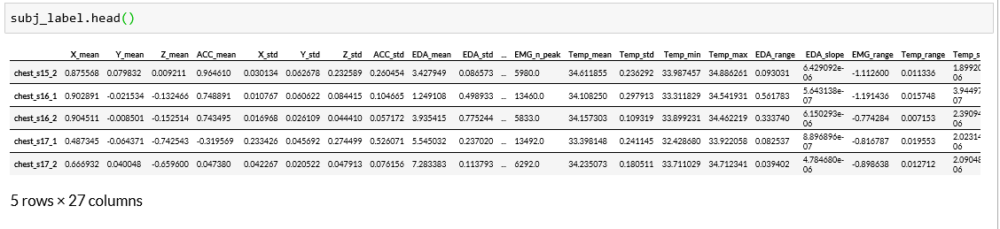 subj_label.head()
X_mean Y_mean Z_mean ACC_mean X_std Y_std Z_std ACC_std EDA_mean EDA_std ... EMG_n_peak Temp_mean Temp_std Temp_min Temp_max EDA_range EDA_slope EMG_range Temp_range Temp_s
chest_s15_2 0.875568 0.079832 0.009211 0.964610 0.030134 0.062678 0.232589 0.260454 3.427949 0.086573 ... 5980.0 34.611855 0.236292 33.987457 34.886261 0.093031 6.429092e-06 -1.112600 0.011336 1.89920 06
chest_s16_1 0.902891 -0.021534 -0.132466 0.748891 0.010767 0.060622 0.084415 0.104665 1.249108 0.498933 ... 13460.0 34.108250 0.297913 33.311829 34.541931 0.561783 5.643138e-07 -1.191436 0.015748 3.94497 07
chest_s16_2 0.904511 -0.008501 -0.152514 0.743495 0.016968 0.026109 0.044410 0.057172 3.935415 0.775244 ... 5833.0 34.157303 0.109319 33.899231 34.462219 0.333740 6.150293e-06 -0.774284 0.007153 2.39094 06
chest_s17_1 0.487345 -0.064371 -0.742543 -0.319569 0.233426 0.045692 0.274499 0.526071 5.545032 0.237020 ... 13492.0 33.398148 0.241145 32.428680 33.922058 0.082537 8.896896e-06 -0.816787 0.019553 2.02314 06
chest_s17_2 0.666932 0.040048 -0.659600 0.047380 0.042267 0.020522 0.047913 0.076156 7.283383 0.113793 ... 6292.0 34.235073 0.180511 33.711029 34.712341 0.039402 4.784680e-06 -0.898638 0.012712 2.09048 06
5 rows × 27 columns